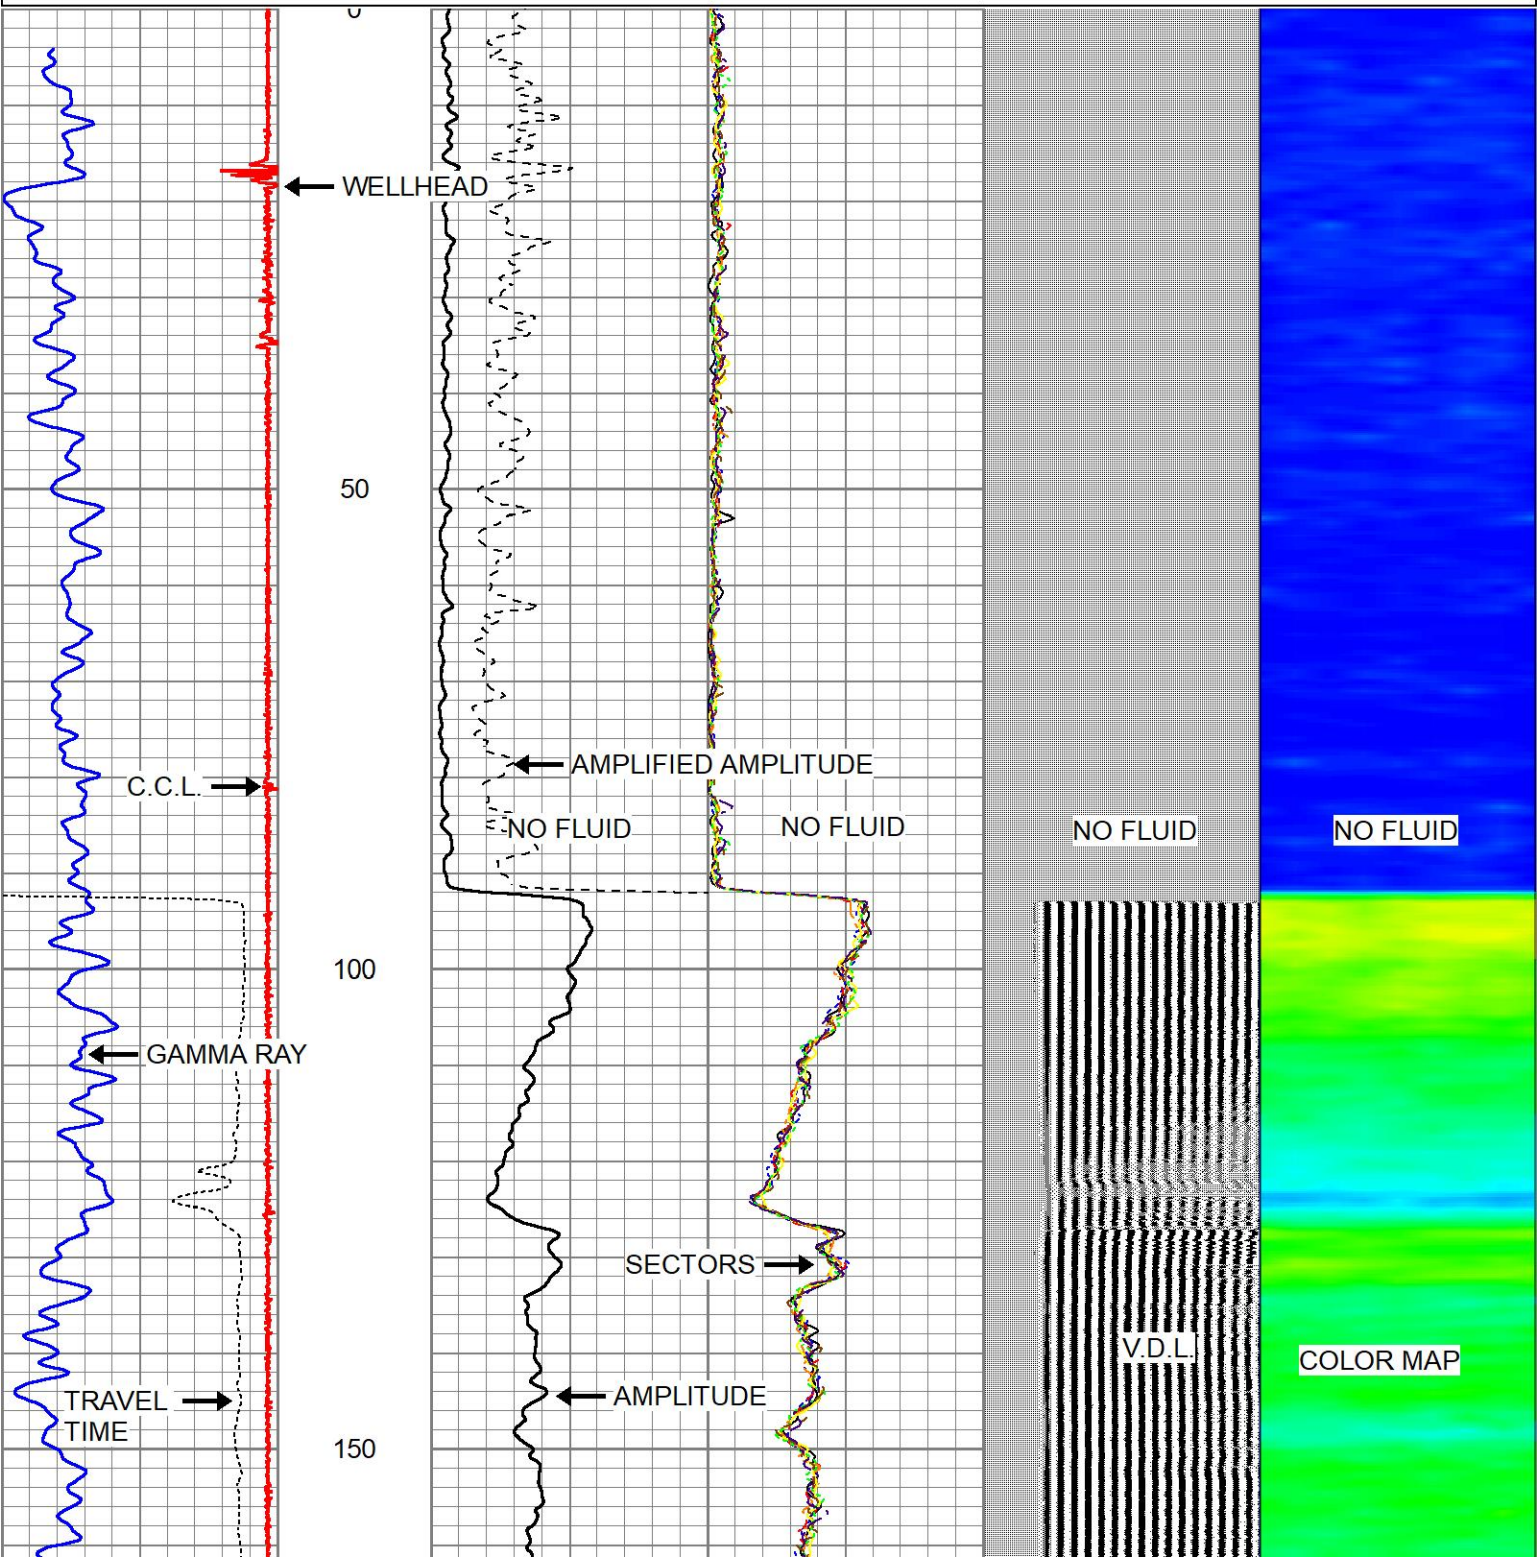 0
WELLHEAD
50
AMPLIFIED AMPLITUDE
C.C.L.
NO FLUID
NO FLUID
NO FLUID
NO FLUID
100
GAMMA RAY
SECTORS
V.D.L.
COLOR MAP
TRAVEL
TIME
AMPLITUDE
150